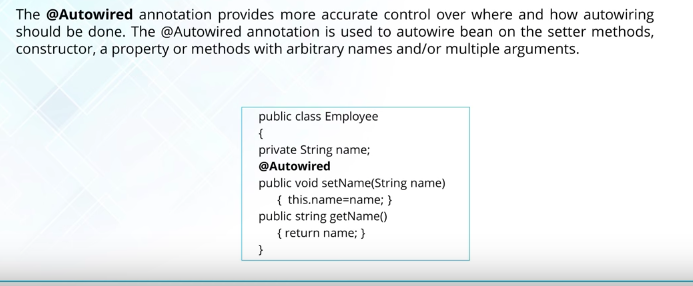 The @Autowired annotation provides more accurate control over where and how autowiring
should be done. The @Autowired annotation is used to autowire bean on the setter methods,
constructor, a property or methods with arbitrary names and/or multiple arguments.
public class Employee
{
private String name;
@Autowired
public void setName(String name)
{ this.name=name; }
public string getName()
{ return name; }
}